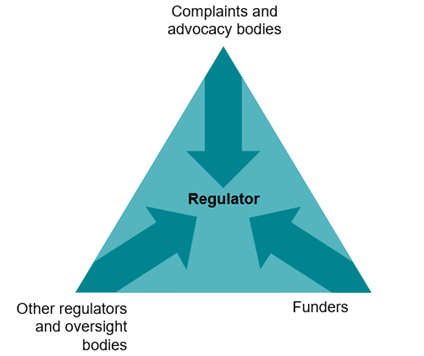 Complaints and
advocacy bodies
Regulator
Other regulators
and oversight
bodies
Funders